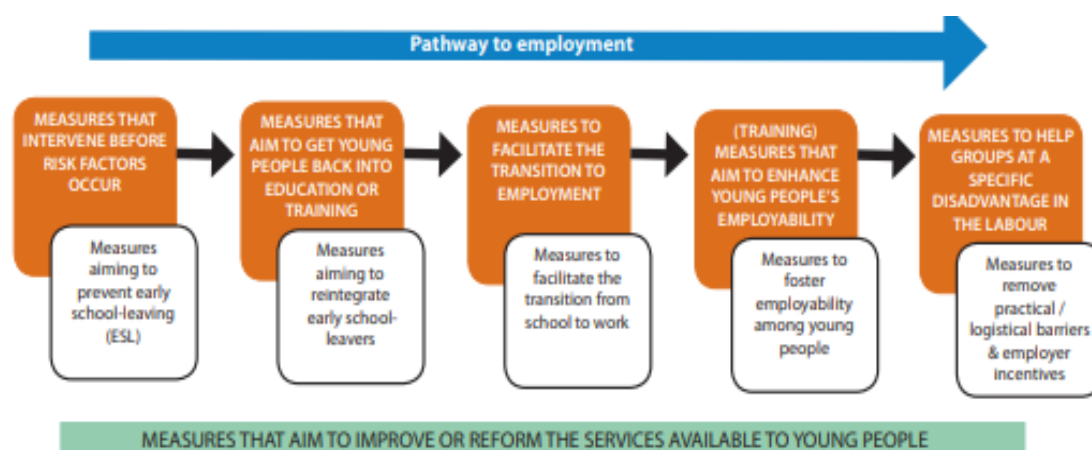 Pathway to employment
MEASURES THAT
INTERVENE BEFORE
RISK FACTORS
OCCUR
Measures
aiming to
prevent early
school-leaving
(ESL)
MEASURES THAT
AIM TO GET YOUNG
PEOPLE BACK INTO
EDUCATION OR
TRAINING
Measures
aiming to
reintegrate
early school-
leavers
MEASURES TO
FACILITATE THE
TRANSITION TO
EMPLOYMENT
Measures to
facilitate the
transition from
school to work
(TRAINING)
MEASURES THAT
AIM TO ENHANCE
YOUNG PEOPLE'S
EMPLOYABILITY
Measures to
foster
employability
among young
people
MEASURES TO HELP
GROUPS AT A
SPECIFIC
DISADVANTAGE IN
THE LABOUR
Measures to
remove
practical /
logistical barriers
& employer
incentives
MEASURES THAT AIM TO IMPROVE OR REFORM THE SERVICES AVAILABLE TO YOUNG PEOPLE